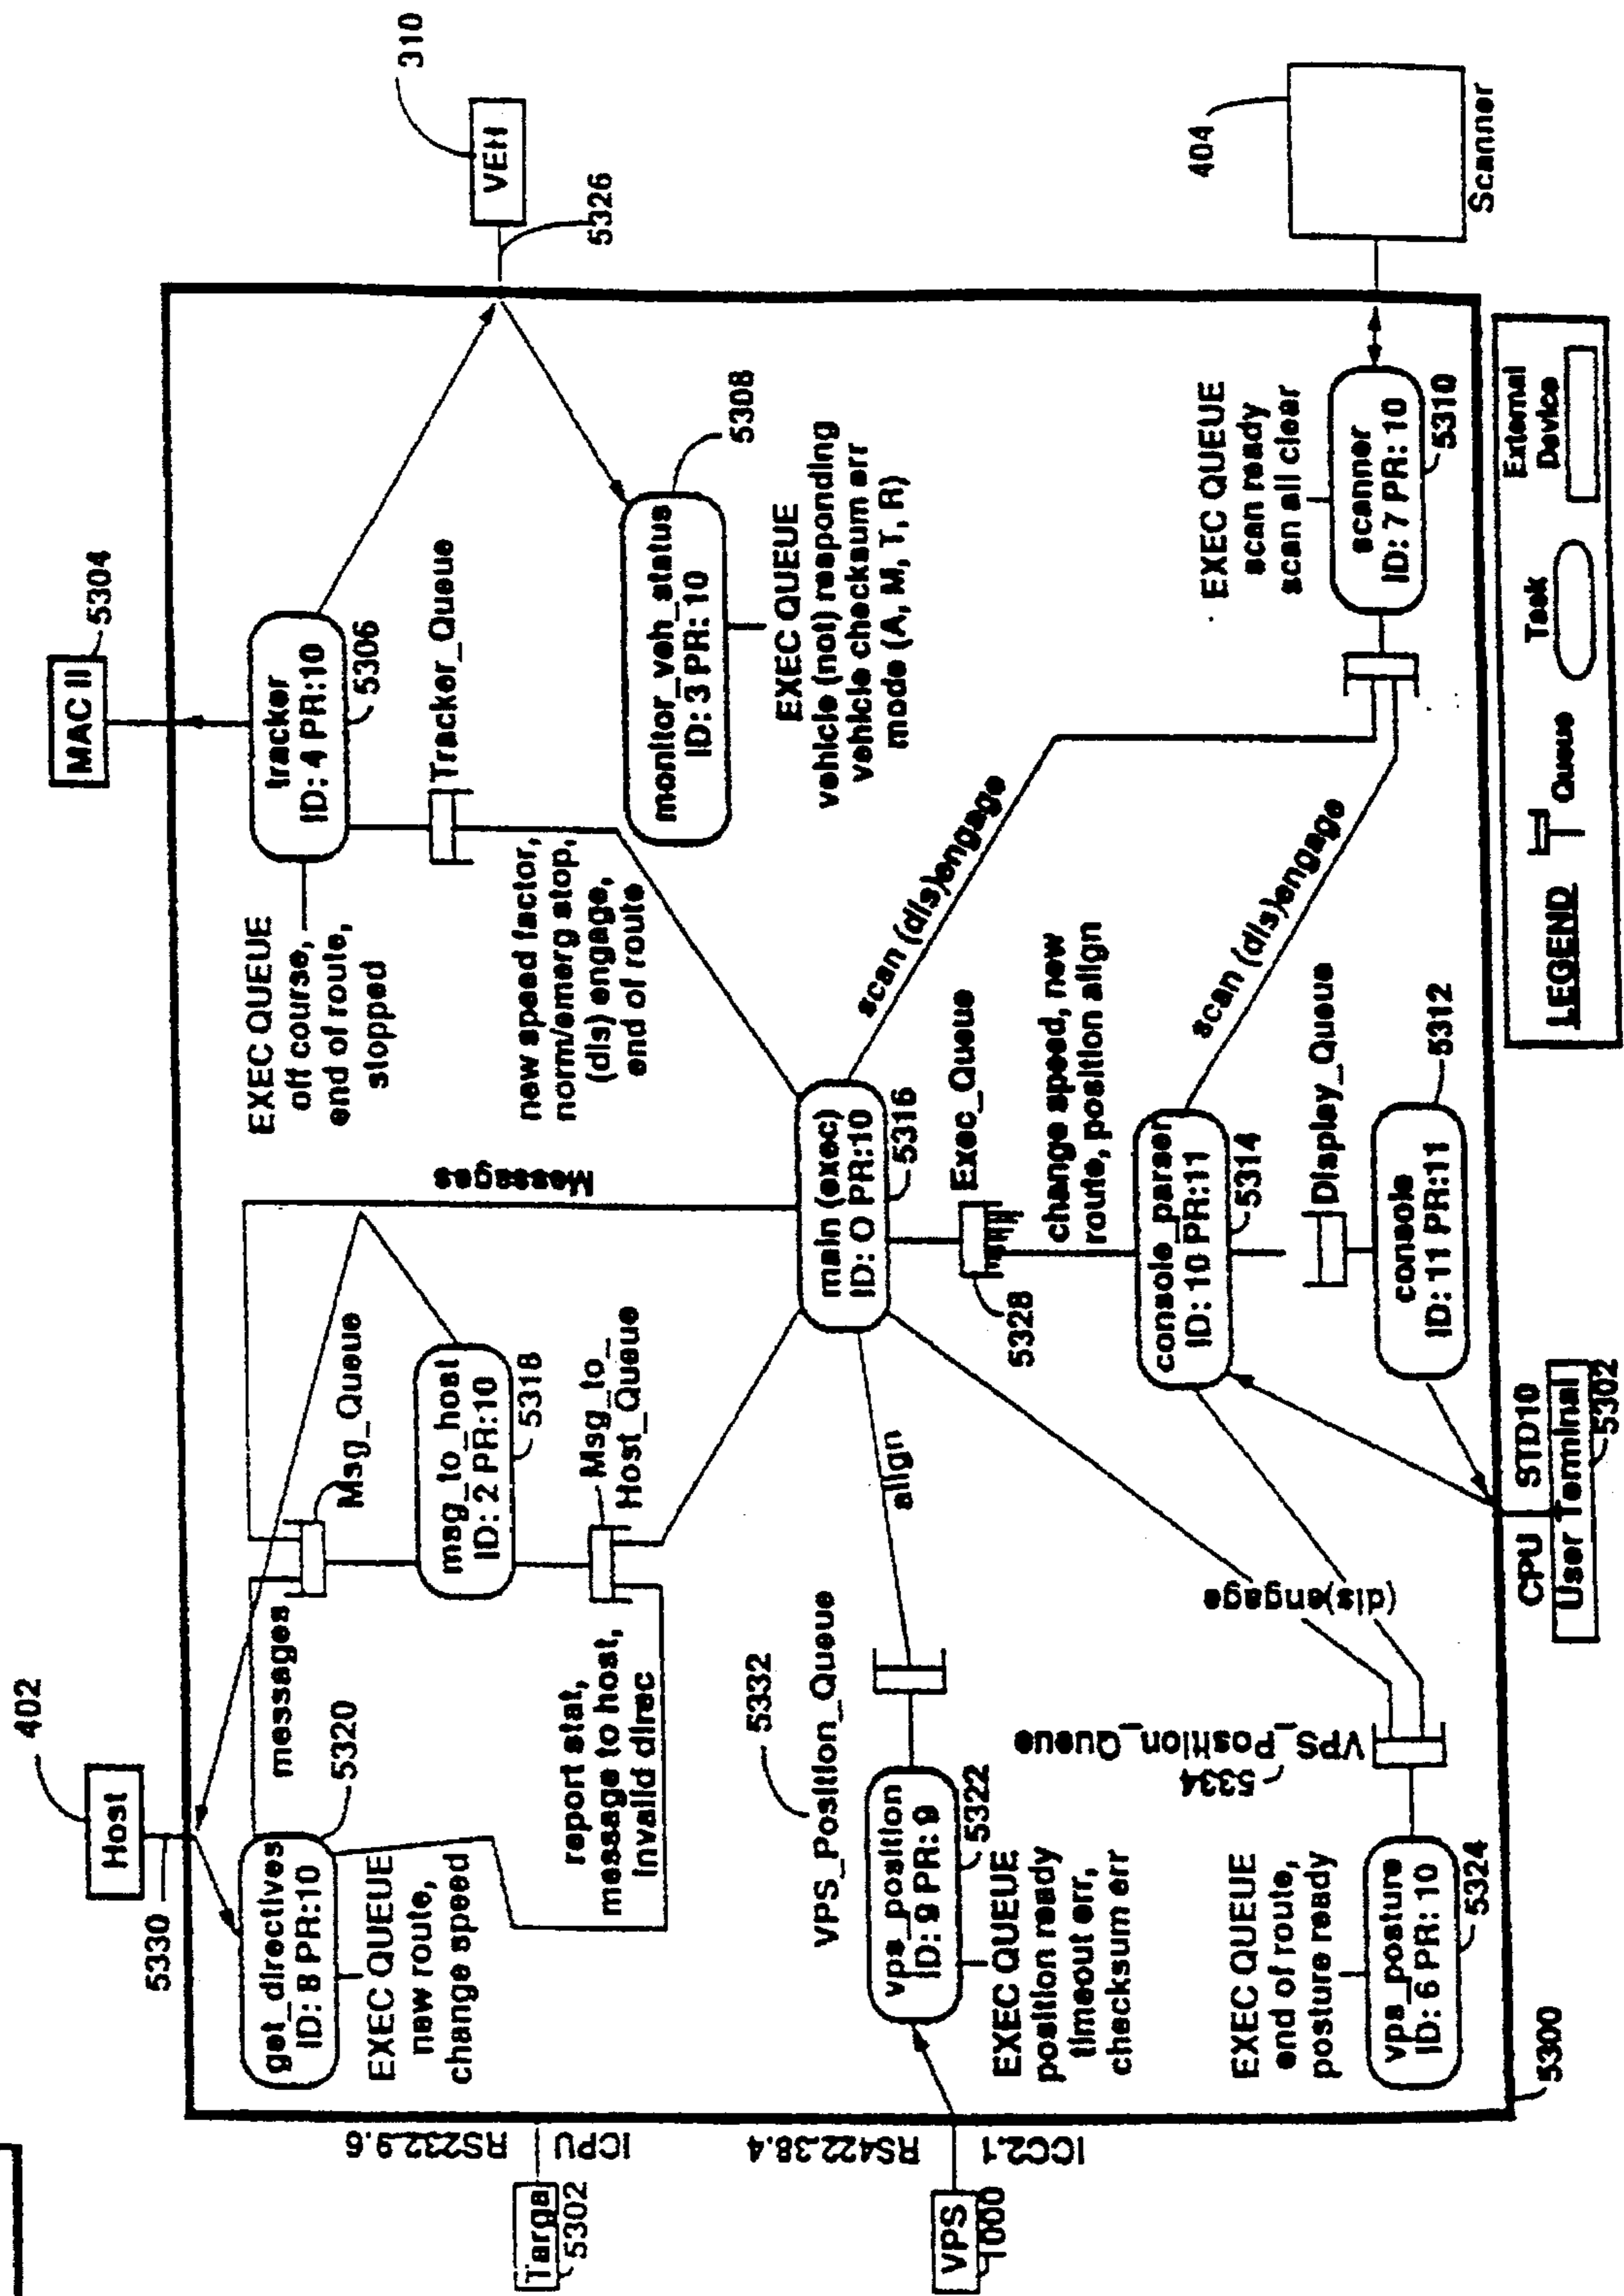 402
Host
5330
MAC II
5304
310
VEH
5326
get_directives
ID: 8 PR:10
5320
EXEC QUEUE
new route,
change speed
messages
Msg_Queue
msg_to_host
ID: 2 PR:10
5318
Msg_to_
Host_Queue
report stat,
message to host,
invalid direc
Messages
EXEC QUEUE
off course,
end of route,
stopped
tracker
ID: 4 PR:10
5306
Tracker_Queue
new speed factor,
norm/emerg stop,
(dis) engage,
end of route
monitor_veh_status
ID: 3 PR: 10
5308
EXEC QUEUE
vehicle (not) responding
vehicle checksum err
mode (A, M, T, R)
Targa
5302
RS232-9.6
ICPU
VPS
1000
RS422-38.4
ICC2.1
5332
VPS_Position_Queue
vps_position
ID: 9 PR: 9
5322
EXEC QUEUE
position ready
timeout err,
checksum err
align
main (exec)
ID: O PR:10
5316
Exec_Queue
5328
change speed, new
route, position align
scan (dis)engage
scan (dis)engage
EXEC QUEUE
scan ready
scan all clear
scanner
ID: 7 PR: 10
5310
404
Scanner
EXEC QUEUE
end of route,
posture ready
vps_posture
ID: 6 PR: 10
5324
VPS_Position_Queue
5334
(dis)engage
console_parser
ID: 10 PR:11
5314
Display_Queue
console
ID: 11 PR:11
5312
5300
CPU
STD10
User Terminal
5302
LEGEND
Queue
Task
External
Device